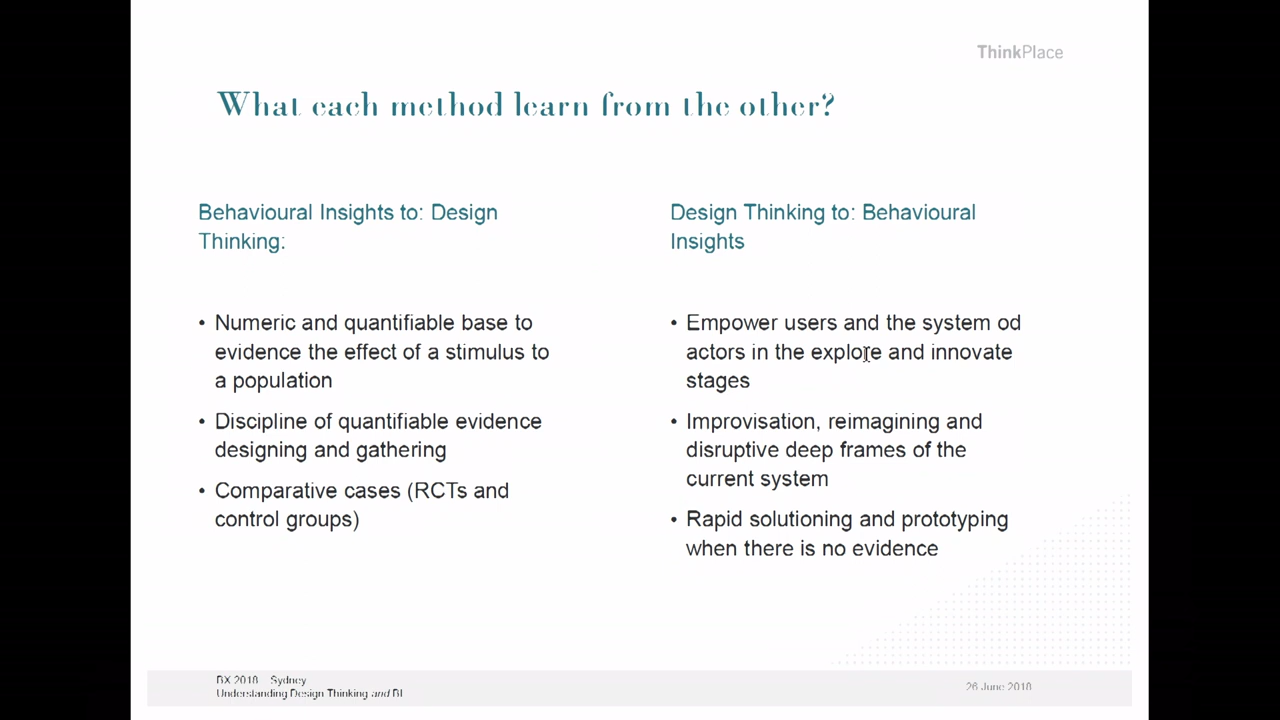 ThinkPlace
What each method learn from the other?
Behavioural Insights to: Design
Thinking:
• Numeric and quantifiable base to
evidence the effect of a stimulus to
a population
• Discipline of quantifiable evidence
designing and gathering
• Comparative cases (RCTs and
control groups)
Design Thinking to: Behavioural
Insights
• Empower users and the system od
actors in the explore and innovate
stages
• Improvisation, reimagining and
disruptive deep frames of the
current system
• Rapid solutioning and prototyping
when there is no evidence
BX 2018 Sydney
Understanding Design Thinking and BI
26 June 2018